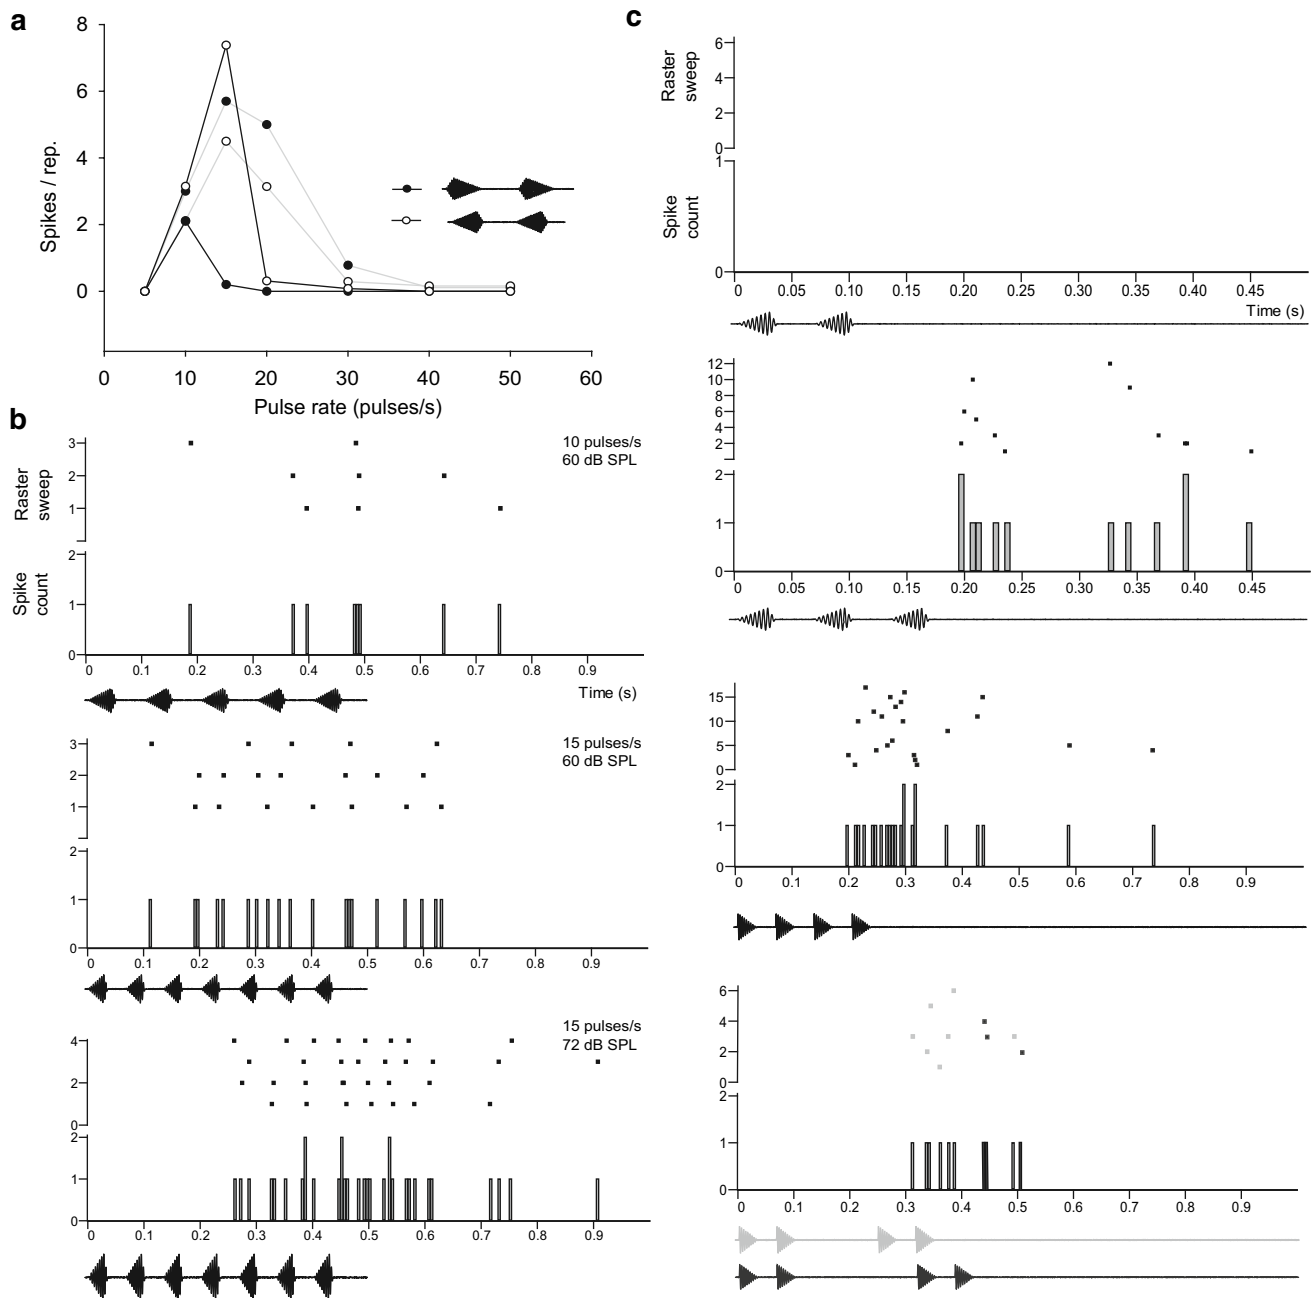 a
8
6
4
2
0
Spikes / rep.
0 10 20 30 40 50 60
Pulse rate (pulses/s)
b
10 pulses/s
60 dB SPL
Raster
sweep
3
2
1
Spike
count
2
1
0
0 0.1 0.2 0.3 0.4 0.5 0.6 0.7 0.8 0.9
Time (s)
15 pulses/s
60 dB SPL
3
2
1
2
1
0
0 0.1 0.2 0.3 0.4 0.5 0.6 0.7 0.8 0.9
15 pulses/s
72 dB SPL
4
3
2
1
0
2
1
0
0 0.1 0.2 0.3 0.4 0.5 0.6 0.7 0.8 0.9
c
Raster
sweep
6
4
2
0
Spike
count
1
0
0 0.05 0.10 0.15 0.20 0.25 0.30 0.35 0.40 0.45
Time (s)
12
10
8
6
4
2
2
1
0
0 0.05 0.10 0.15 0.20 0.25 0.30 0.35 0.40 0.45
15
10
5
0
2
1
0
0 0.1 0.2 0.3 0.4 0.5 0.6 0.7 0.8 0.9
6
4
2
0
2
1
0
0 0.1 0.2 0.3 0.4 0.5 0.6 0.7 0.8 0.9